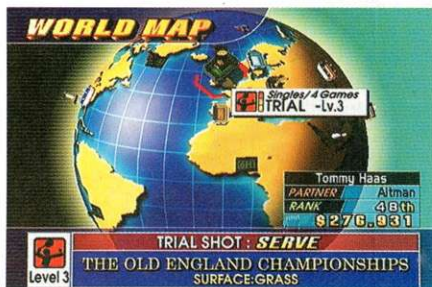 WORLD MAP
Singles/4 Games
TRIAL -Lv.3
Tommy Haas
PARTNER Altman
RANK 48th
$276.931
TRIAL SHOT : SERVE
Level 3
THE OLD ENGLAND CHAMPIONSHIPS
SURFACE:GRASS